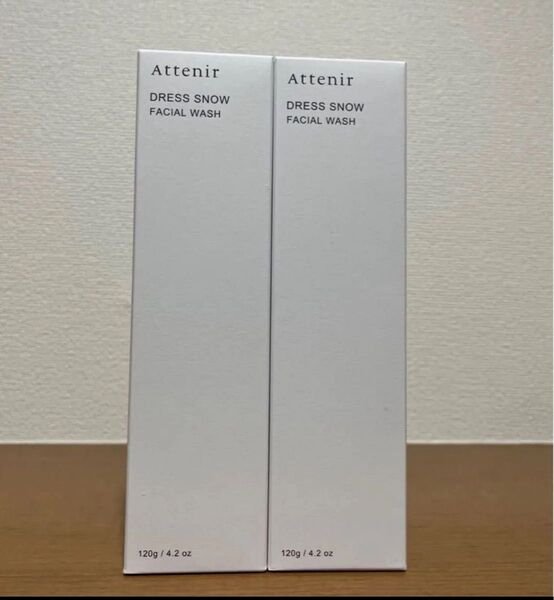 Attenir
DRESS SNOW
FACIAL WASH
120g / 4.2 oz
Attenir
DRESS SNOW
FACIAL WASH
120g / 4.2 oz